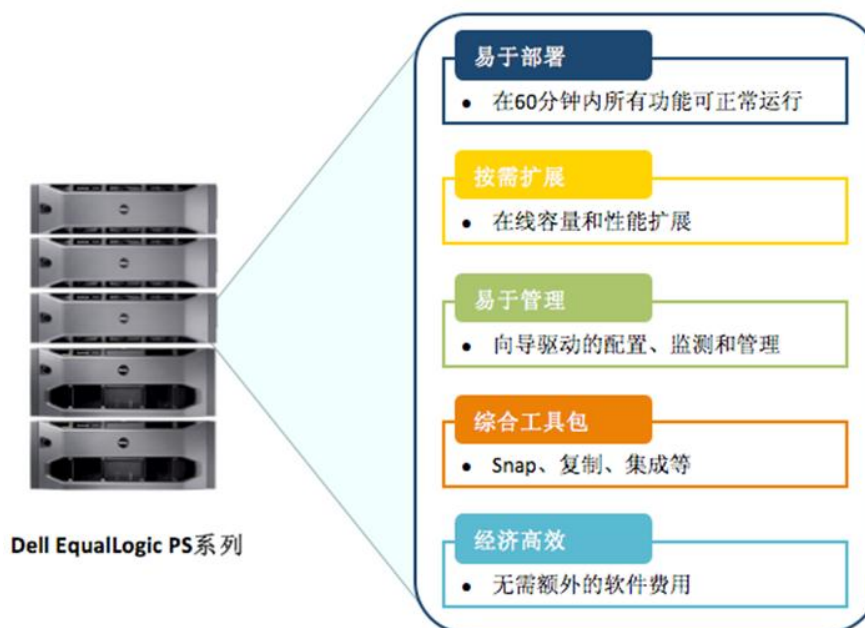 易于部署
• 在60分钟内所有功能可正常运行
按需扩展
• 在线容量和性能扩展
易于管理
• 向导驱动的配置、监测和管理
综合工具包
• Snap、复制、集成等
经济高效
• 无需额外的软件费用
Dell EqualLogic PS系列